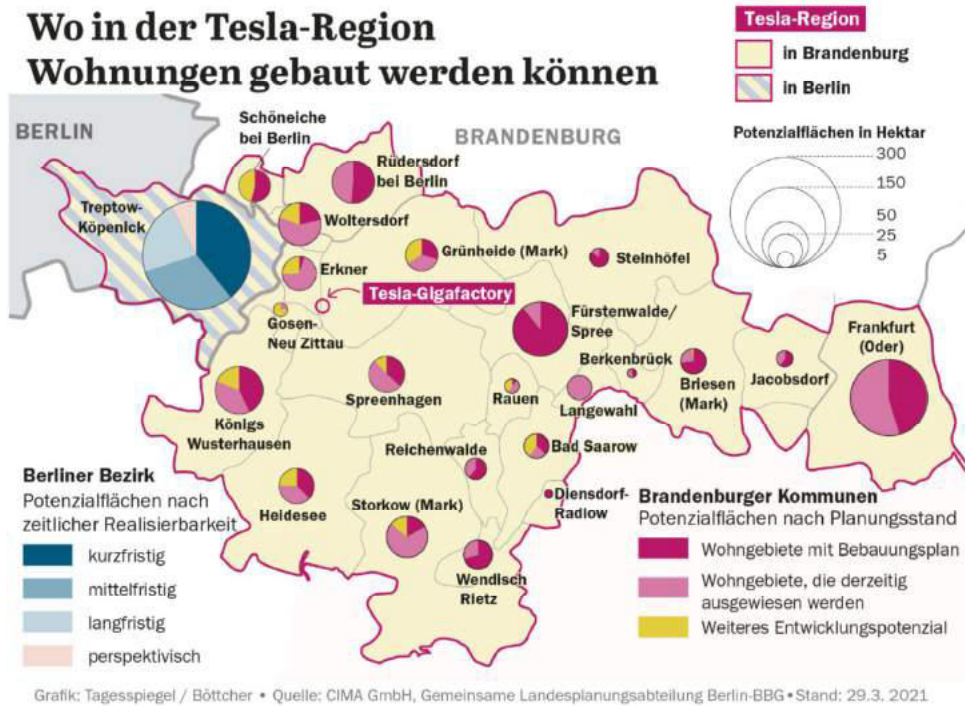 Wo in der Tesla-Region
Wohnungen gebaut werden können
Tesla-Region
in Brandenburg
in Berlin
Potenzialflächen in Hektar
300
150
50
25
5
BERLIN
BRANDENBURG
Schöneiche
bei Berlin
Rüdersdorf
bei Berlin
Treptow-
Köpenick
Woltersdorf
Grünheide (Mark)
Steinhöfel
Erkner
Tesla-Gigafactory
Gosen-
Neu Zittau
Fürstenwalde/
Spree
Frankfurt
(Oder)
Berkenbrück
Briesen
(Mark)
Jacobsdorf
Spreenhagen
Rauen
Langewahl
Königs
Wusterhausen
Reichenwalde
Bad Saarow
Heidesee
Storkow (Mark)
Diensdorf-
Radlow
Wendisch
Rietz
Berliner Bezirk
Potenzialflächen nach
zeitlicher Realisierbarkeit
kurzfristig
mittelfristig
langfristig
perspektivisch
Brandenburger Kommunen
Potenzialflächen nach Planungsstand
Wohngebiete mit Bebauungsplan
Wohngebiete, die derzeitig
ausgewiesen werden
Weiteres Entwicklungspotenzial
Grafik: Tagesspiegel / Böttcher • Quelle: CIMA GmbH, Gemeinsame Landesplanungsabteilung Berlin-BBG • Stand: 29.3. 2021